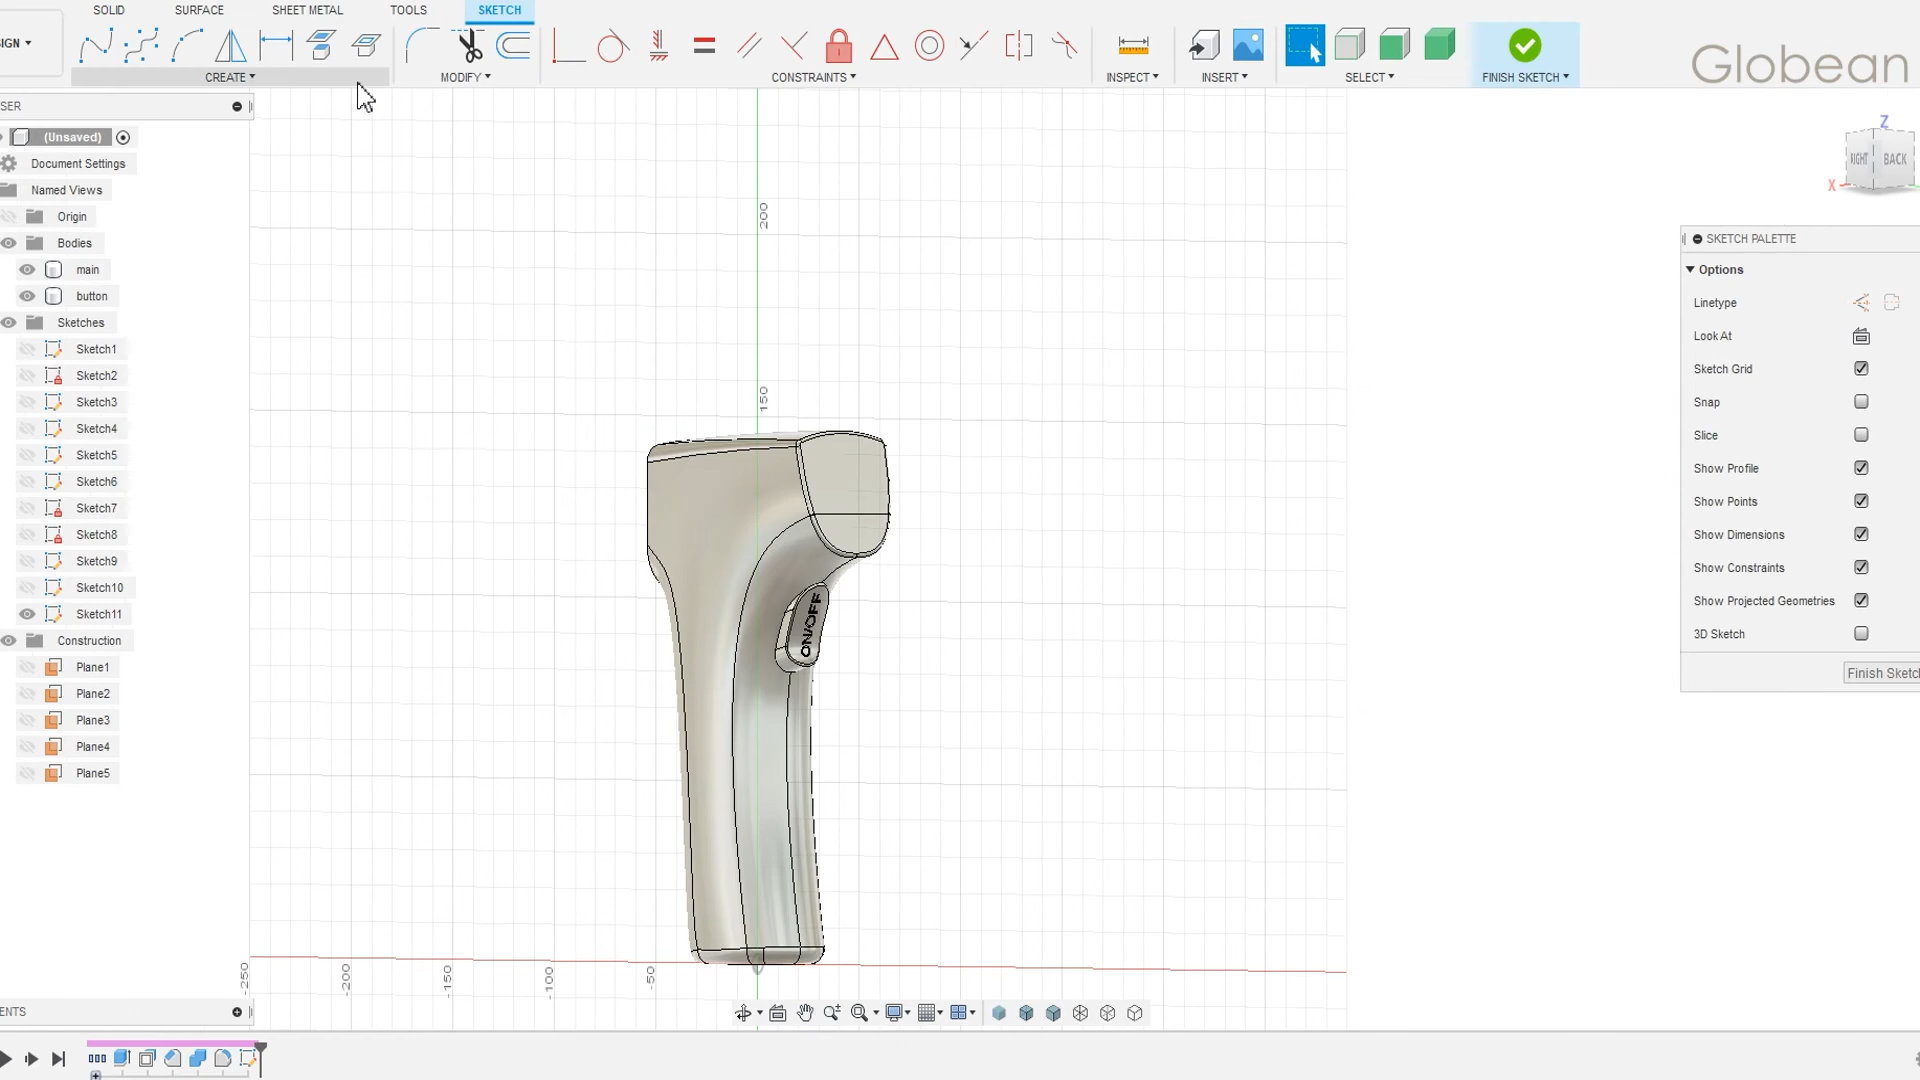 SOLID SURFACE SHEET METAL TOOLS SKETCH
IGN
CREATE MODIFY CONSTRAINTS INSPECT INSERT SELECT FINISH SKETCH
Globean
SER
(Unsaved)
Document Settings
Named Views
Origin
Bodies
main
button
Sketches
Sketch1
Sketch2
Sketch3
Sketch4
Sketch5
Sketch6
Sketch7
Sketch8
Sketch9
Sketch10
Sketch11
Construction
Plane1
Plane2
Plane3
Plane4
Plane5
200
150
ON/OFF
-250
-200
-150
-100
-50
Z
RIGHT BACK
X
SKETCH PALETTE
Options
Linetype
Look At
Sketch Grid
Snap
Slice
Show Profile
Show Points
Show Dimensions
Show Constraints
Show Projected Geometries
3D Sketch
Finish Sketc
ENTS